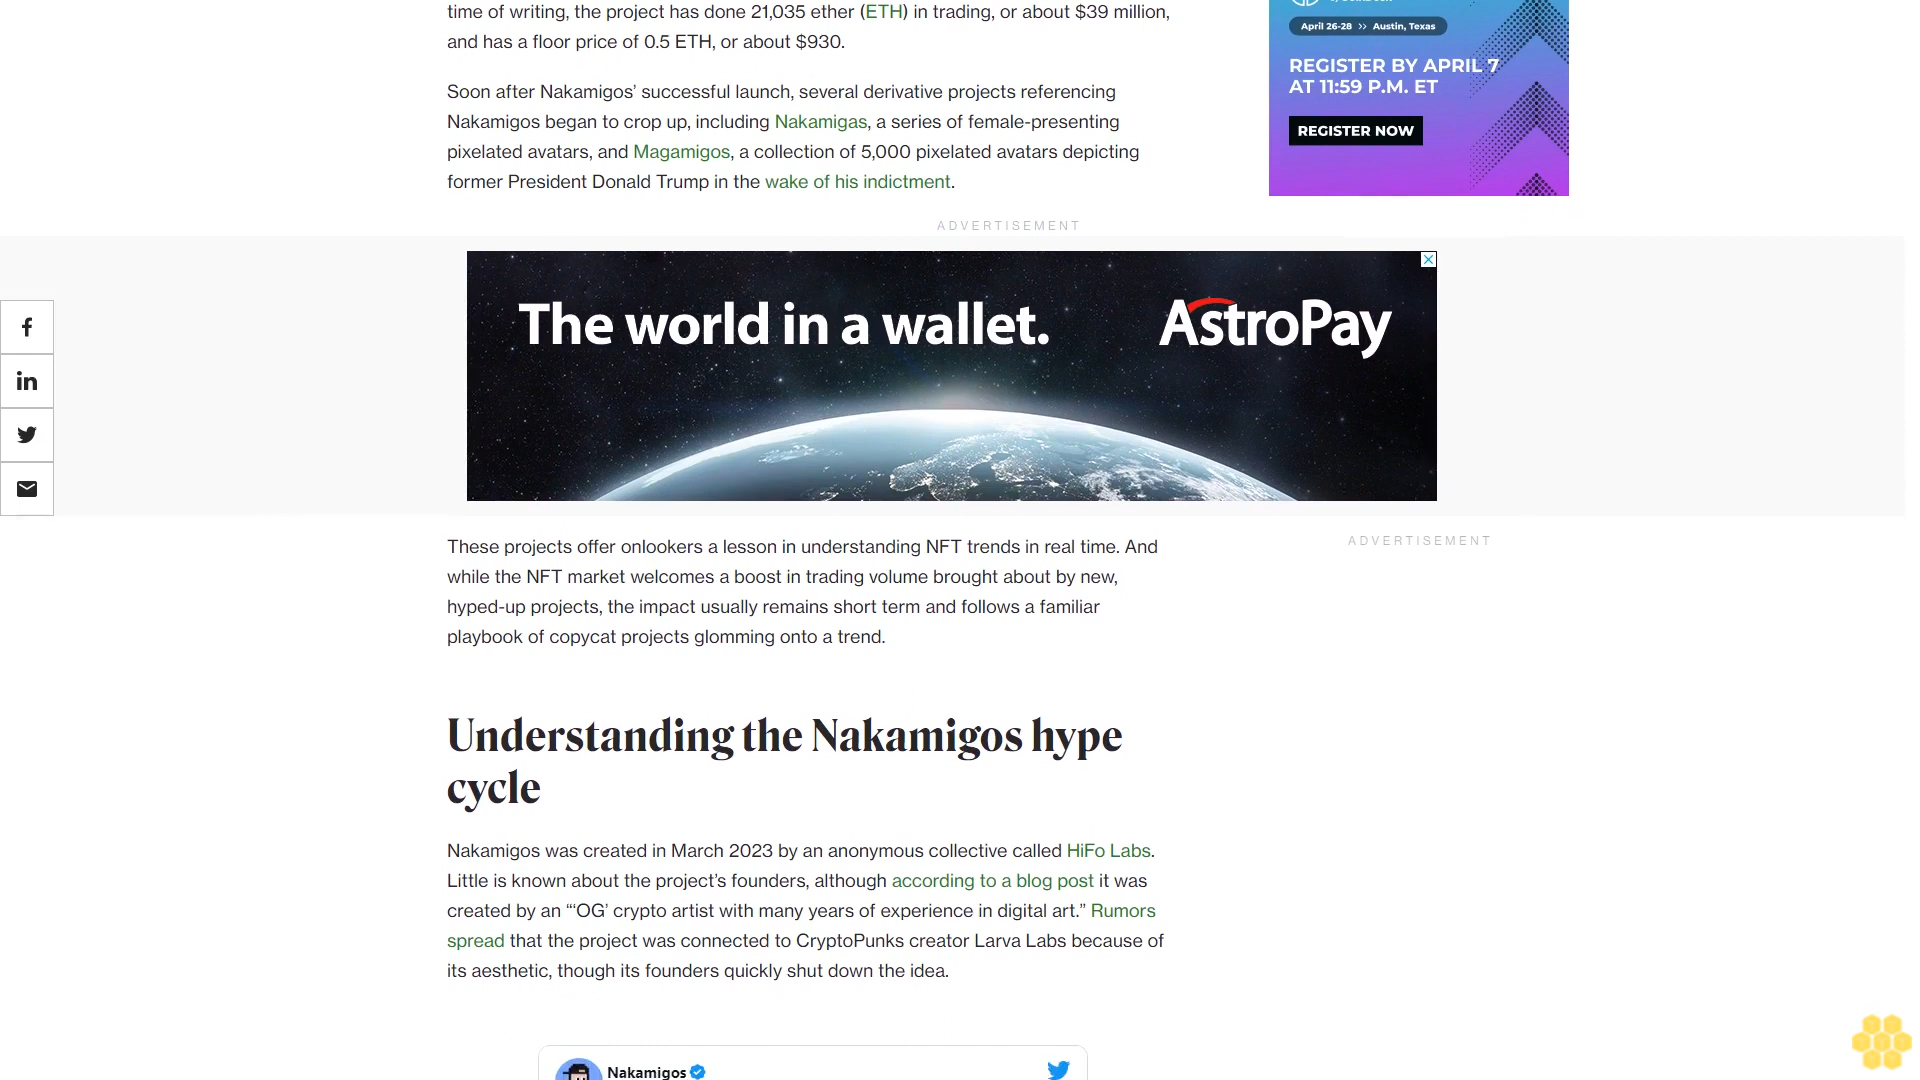 time of writing, the project has done 21,035 ether (ETH) in trading, or about $39 million,
and has a floor price of 0.5 ETH, or about $930.
Soon after Nakamigos’ successful launch, several derivative projects referencing
Nakamigos began to crop up, including Nakamigas, a series of female-presenting
pixelated avatars, and Magamigos, a collection of 5,000 pixelated avatars depicting
former President Donald Trump in the wake of his indictment.
April 26-28 >> Austin, Texas
REGISTER BY APRIL 7
AT 11:59 P.M. ET
REGISTER NOW
ADVERTISEMENT
The world in a wallet.
AstroPay
f
in
These projects offer onlookers a lesson in understanding NFT trends in real time. And
while the NFT market welcomes a boost in trading volume brought about by new,
hyped-up projects, the impact usually remains short term and follows a familiar
playbook of copycat projects glomming onto a trend.
ADVERTISEMENT
Understanding the Nakamigos hype
cycle
Nakamigos was created in March 2023 by an anonymous collective called HiFo Labs.
Little is known about the project’s founders, although according to a blog post it was
created by an “‘OG’ crypto artist with many years of experience in digital art.” Rumors
spread that the project was connected to CryptoPunks creator Larva Labs because of
its aesthetic, though its founders quickly shut down the idea.
Nakamigos